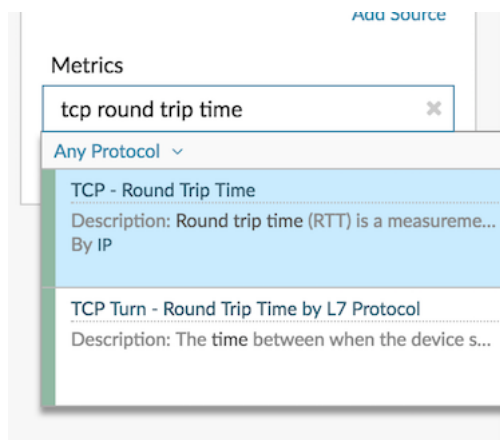 Add Source
Metrics
tcp round trip time
Any Protocol
TCP - Round Trip Time
Description: Round trip time (RTT) is a measureme...
By IP
TCP Turn - Round Trip Time by L7 Protocol
Description: The time between when the device s...